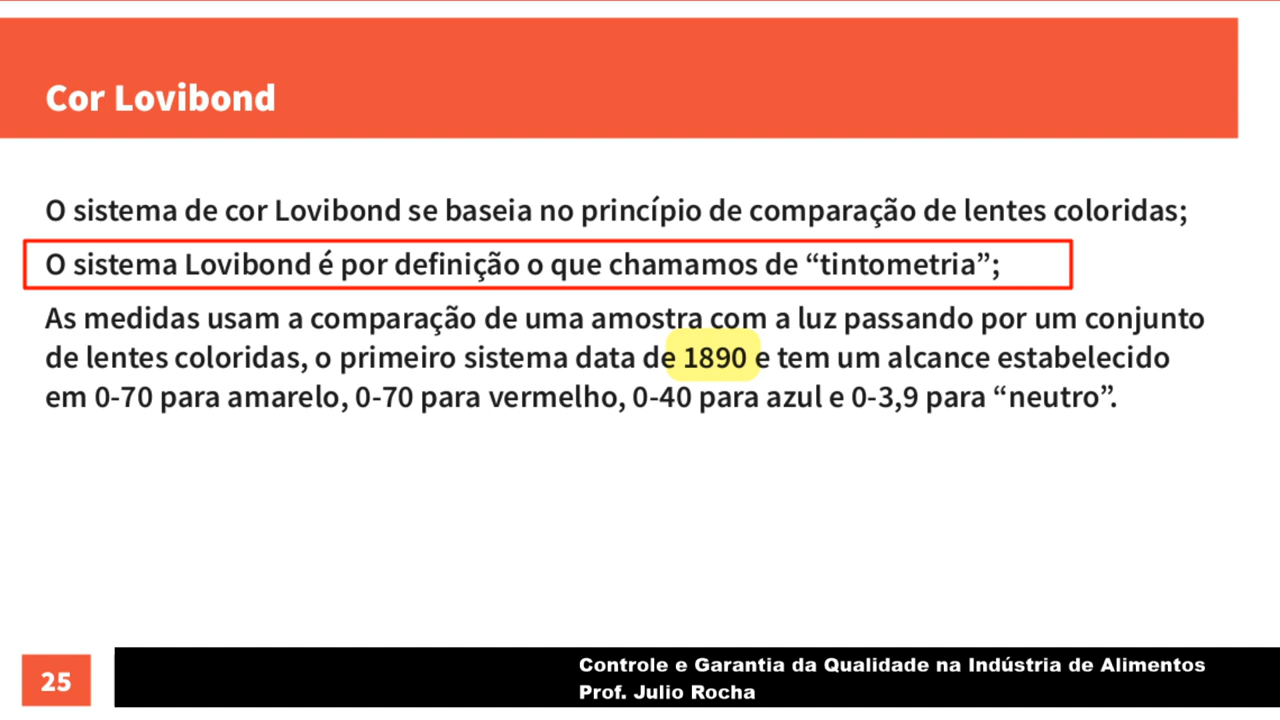 Cor Lovibond
O sistema de cor Lovibond se baseia no princípio de comparação de lentes coloridas;
O sistema Lovibond é por definição o que chamamos de “tintometria”;
As medidas usam a comparação de uma amostra com a luz passando por um conjunto
de lentes coloridas, o primeiro sistema data de 1890 e tem um alcance estabelecido
em 0-70 para amarelo, 0-70 para vermelho, 0-40 para azul e 0-3,9 para “neutro”.
25
Controle e Garantia da Qualidade na Indústria de Alimentos
Prof. Julio Rocha